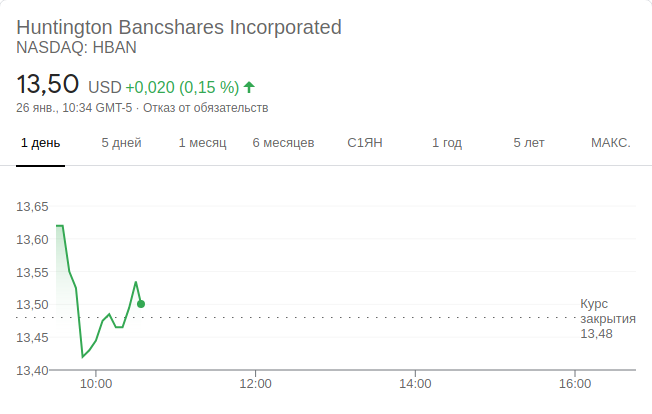 Huntington Bancshares Incorporated
NASDAQ: HBAN
13,50 USD +0,020 (0,15 %)
26 янв., 10:34 GMT-5 · Отказ от обязательств
1 день 5 дней 1 месяц 6 месяцев С1ЯН 1 год 5 лет МАКС.
13,65
13,60
13,55
13,50
13,45
13,40
Курс
закрытия
13,48
10:00 12:00 14:00 16:00